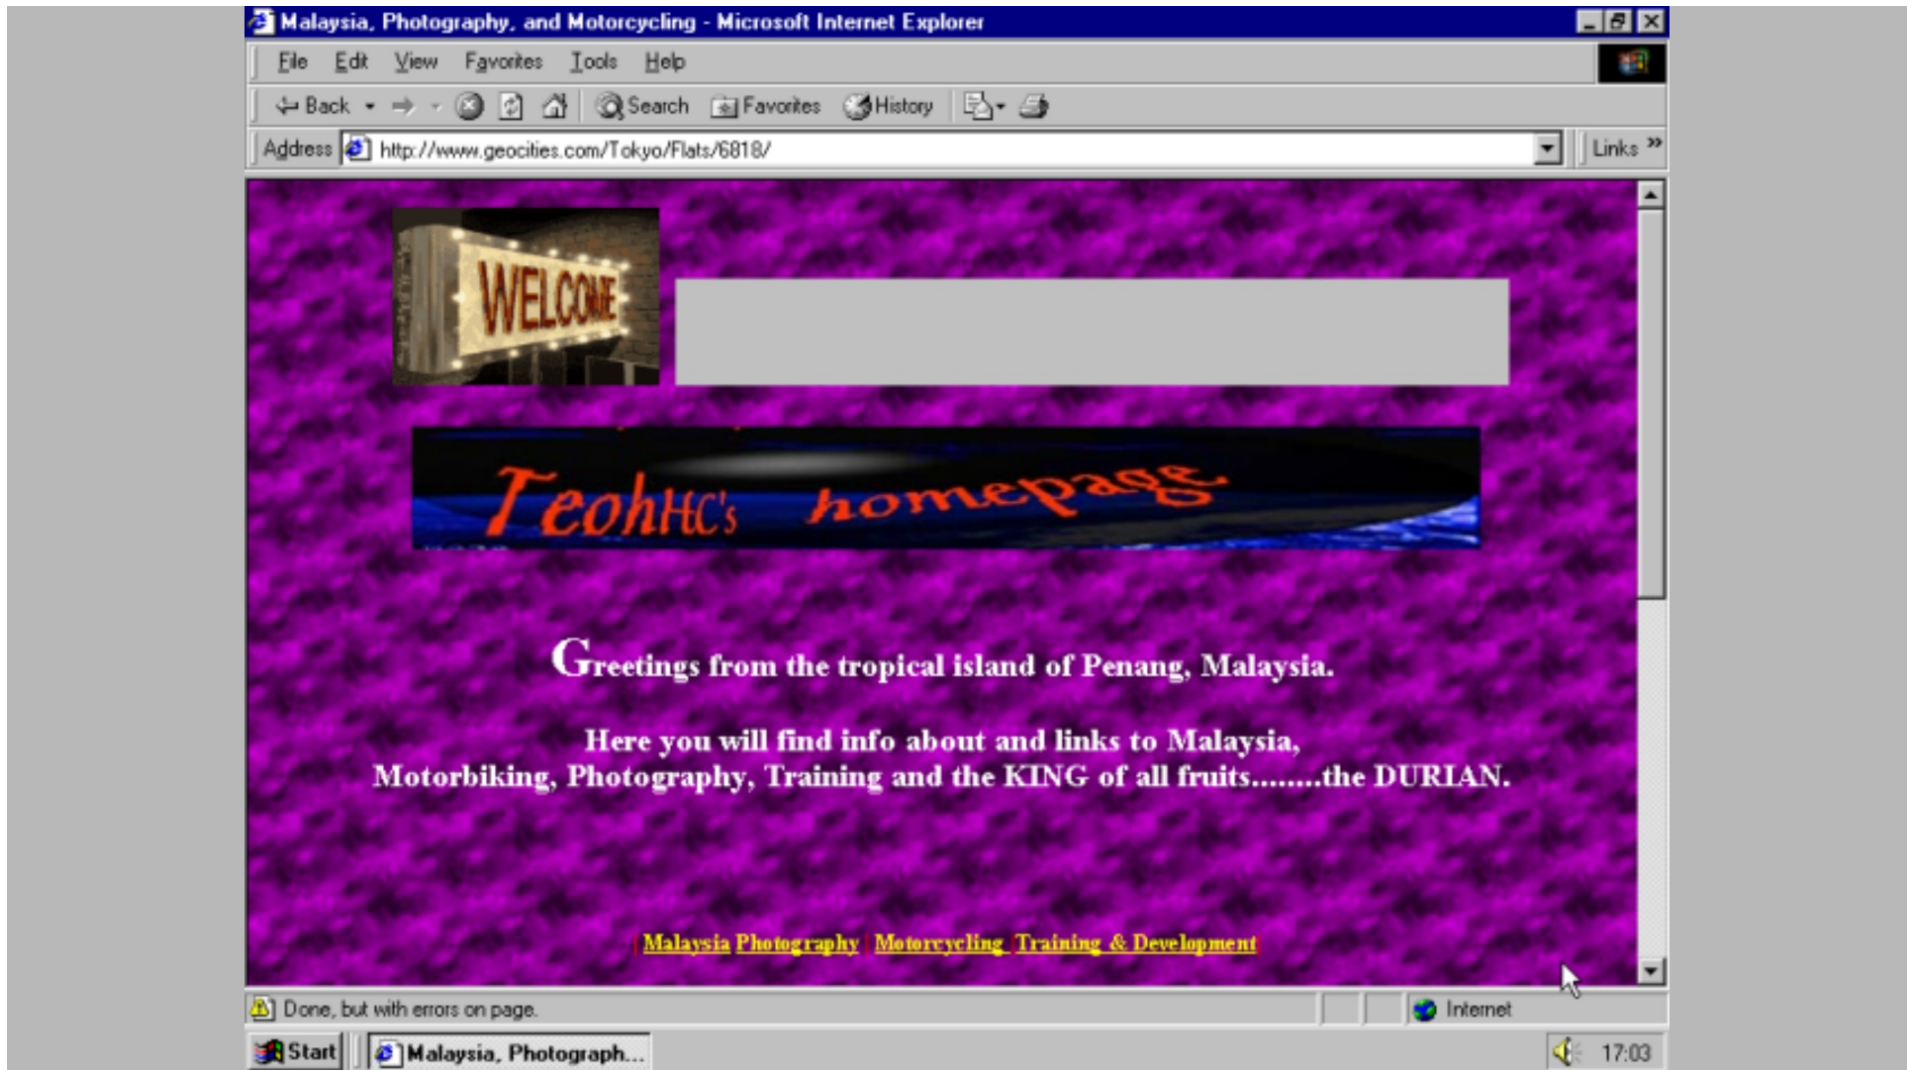 Malaysia, Photography, and Motorcycling - Microsoft Internet Explorer
File Edit View Favorites Tools Help
Back Search Favorites History
Address http://www.geocities.com/Tokyo/Flats/6818/ Links »
WELCOME
TeohHC's homepage
Greetings from the tropical island of Penang, Malaysia.
Here you will find info about and links to Malaysia,
Motorbiking, Photography, Training and the KING of all fruits........the DURIAN.
| Malaysia Photography | Motorcycling |Training & Development|
Done, but with errors on page. Internet
Start Malaysia, Photograph... 17:03